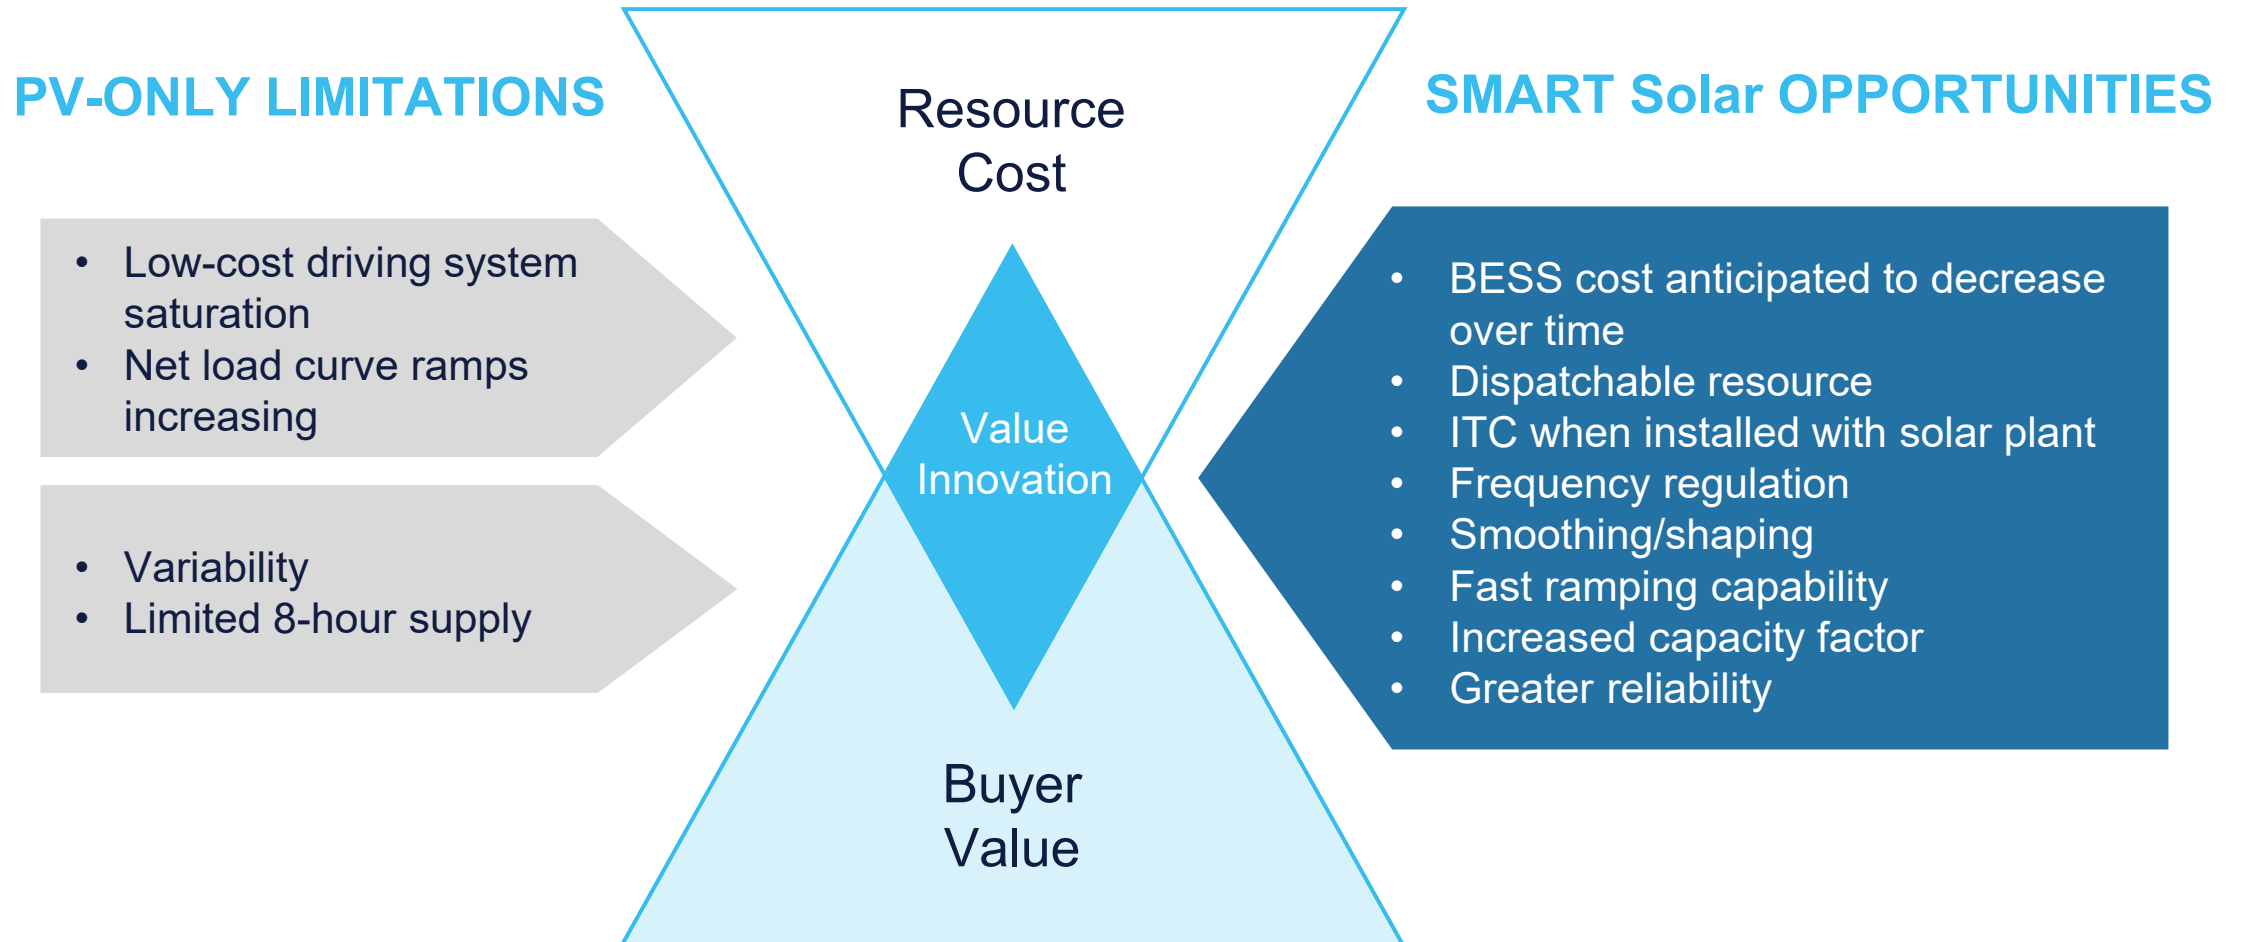 PV-ONLY LIMITATIONS
• Low-cost driving system
saturation
• Net load curve ramps
increasing
• Variability
• Limited 8-hour supply
Resource
Cost
Value
Innovation
Buyer
Value
SMART Solar OPPORTUNITIES
• BESS cost anticipated to decrease
over time
• Dispatchable resource
• ITC when installed with solar plant
• Frequency regulation
• Smoothing/shaping
• Fast ramping capability
• Increased capacity factor
• Greater reliability